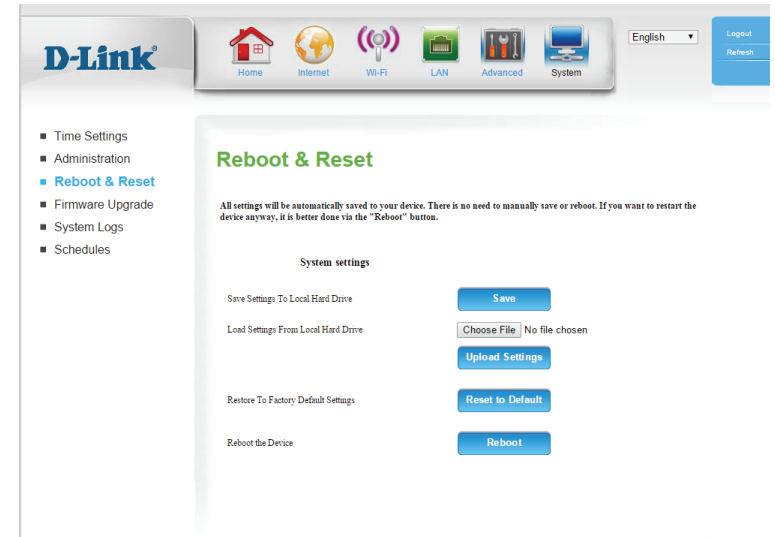 D-Link®
Home
Internet
Wi-Fi
LAN
Advanced
System
English
Logout
Refresh
Time Settings
Administration
Reboot & Reset
Firmware Upgrade
System Logs
Schedules
Reboot & Reset
All settings will be automatically saved to your device. There is no need to manually save or reboot. If you want to restart the
device anyway, it is better done via the "Reboot" button.
System settings
Save Settings To Local Hard Drive
Save
Load Settings From Local Hard Drive
Choose File No file chosen
Upload Settings
Restore To Factory Default Settings
Reset to Default
Reboot the Device
Reboot